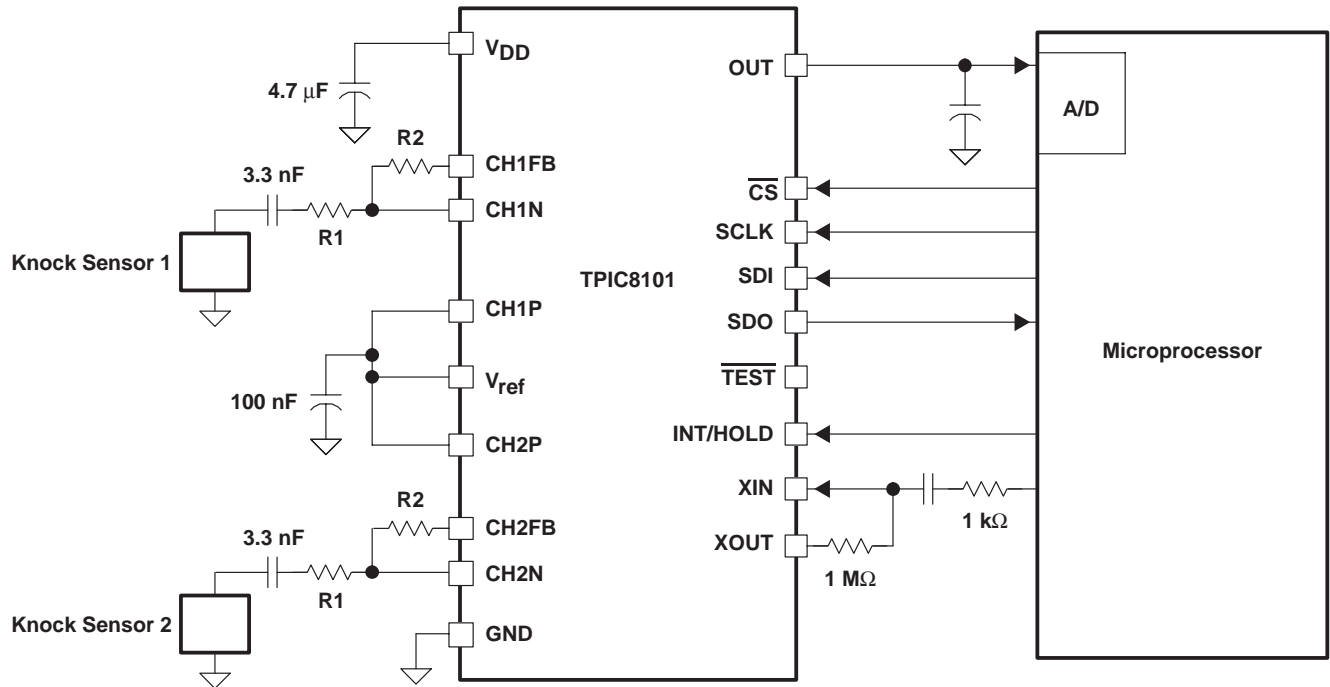 VDD
4.7 μF
R2
CH1FB
3.3 nF
CH1N
R1
Knock Sensor 1
CH1P
Vref
100 nF
CH2P
R2
CH2FB
3.3 nF
CH2N
R1
Knock Sensor 2
GND
TPIC8101
OUT
CS
SCLK
SDI
SDO
TEST
INT/HOLD
XIN
XOUT
1 kΩ
1 MΩ
A/D
Microprocessor